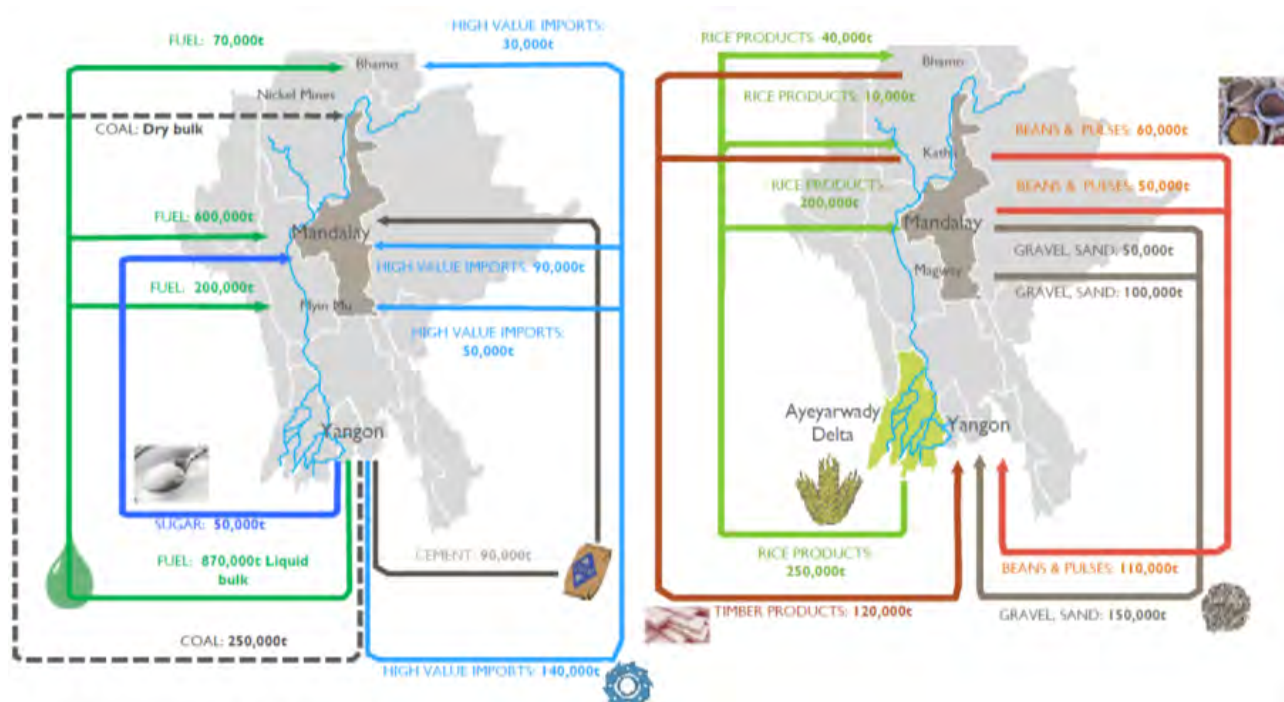 FUEL: 70,000t
HIGH VALUE IMPORTS:
30,000t
Bhamo
Nickel Mines
COAL: Dry bulk
FUEL: 600,000t
Mandalay
HIGH VALUE IMPORTS: 90,000t
FUEL: 200,000t
Myin Mu
HIGH VALUE IMPORTS:
50,000t
Yangon
SUGAR: 50,000t
FUEL: 870,000t Liquid
bulk
CEMENT: 90,000t
COAL: 250,000t
HIGH VALUE IMPORTS: 140,000t
RICE PRODUCTS: 40,000t
Bhamo
RICE PRODUCTS: 10,000t
BEANS & PULSES: 60,000t
Katha
RICE PRODUCTS:
200,000t
BEANS & PULSES: 50,000t
Mandalay
GRAVEL, SAND: 50,000t
Magway
GRAVEL, SAND: 100,000t
Ayeyarwady
Delta
Yangon
RICE PRODUCTS:
250,000t
BEANS & PULSES: 110,000t
TIMBER PRODUCTS: 120,000t
GRAVEL, SAND: 150,000t